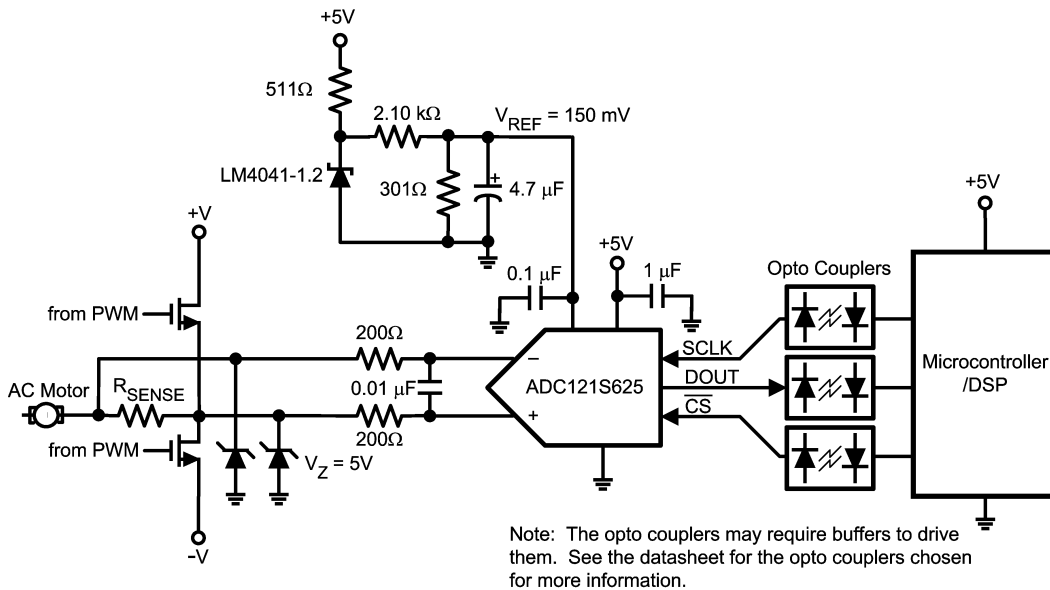 +5V
511Ω
2.10 kΩ
V_REF = 150 mV
LM4041-1.2
301Ω
+
4.7 μF
+V
+5V
+5V
0.1 μF
1 μF
Opto Couplers
from PWM
200Ω
–
SCLK
Microcontroller
/DSP
AC Motor
R_SENSE
0.01 μF
ADC121S625
DOUT
+
C̅S̅
from PWM
200Ω
V_Z = 5V
–V
Note: The opto couplers may require buffers to drive
them. See the datasheet for the opto couplers chosen
for more information.